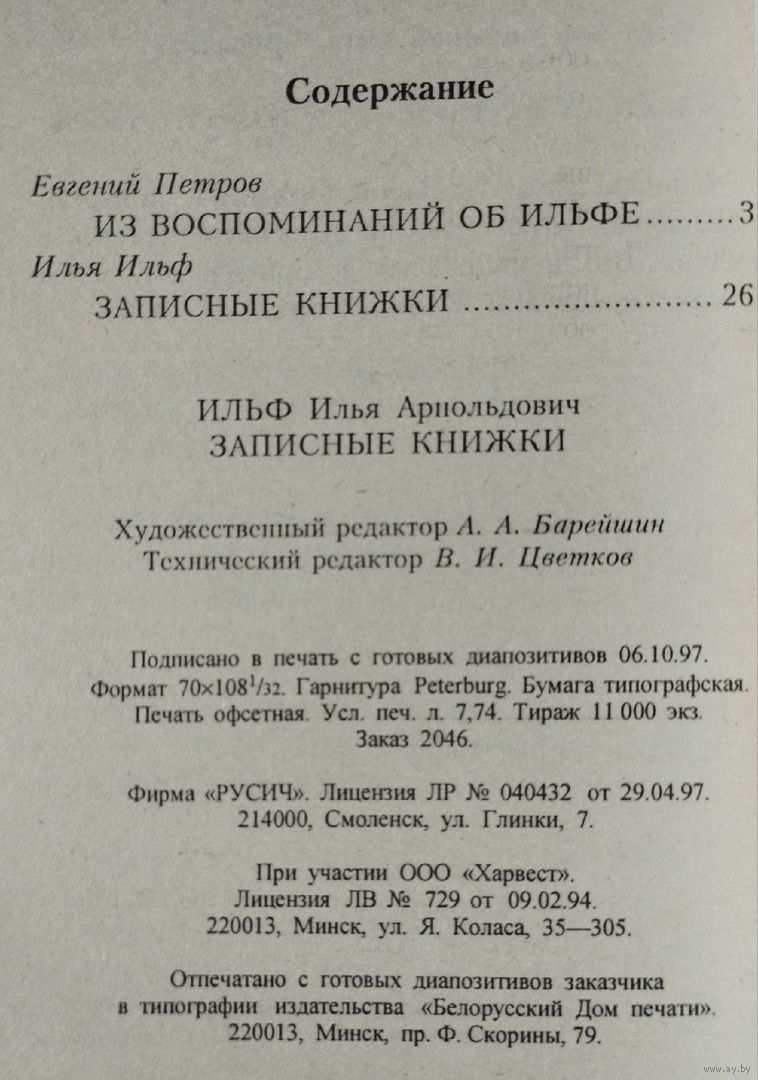 Содержание
Евгений Петров
ИЗ ВОСПОМИНАНИЙ ОБ ИЛЬФЕ.........3
Илья Ильф
ЗАПИСНЫЕ КНИЖКИ .......................... 26
ИЛЬФ Илья Арнольдович
ЗАПИСНЫЕ КНИЖКИ
Художественный редактор А. А. Барейшин
Технический редактор В. И. Цветков
Подписано в печать с готовых диапозитивов 06.10.97.
Формат 70×108¹/₃₂. Гарнитура Peterburg. Бумага типографская.
Печать офсетная. Усл. печ. л. 7,74. Тираж 11 000 экз.
Заказ 2046.
Фирма «РУСИЧ». Лицензия ЛР № 040432 от 29.04.97.
214000, Смоленск, ул. Глинки, 7.
При участии ООО «Харвест».
Лицензия ЛВ № 729 от 09.02.94.
220013, Минск, ул. Я. Коласа, 35—305.
Отпечатано с готовых диапозитивов заказчика
в типографии издательства «Белорусский Дом печати».
220013, Минск, пр. Ф. Скорины, 79.
www.ay.by